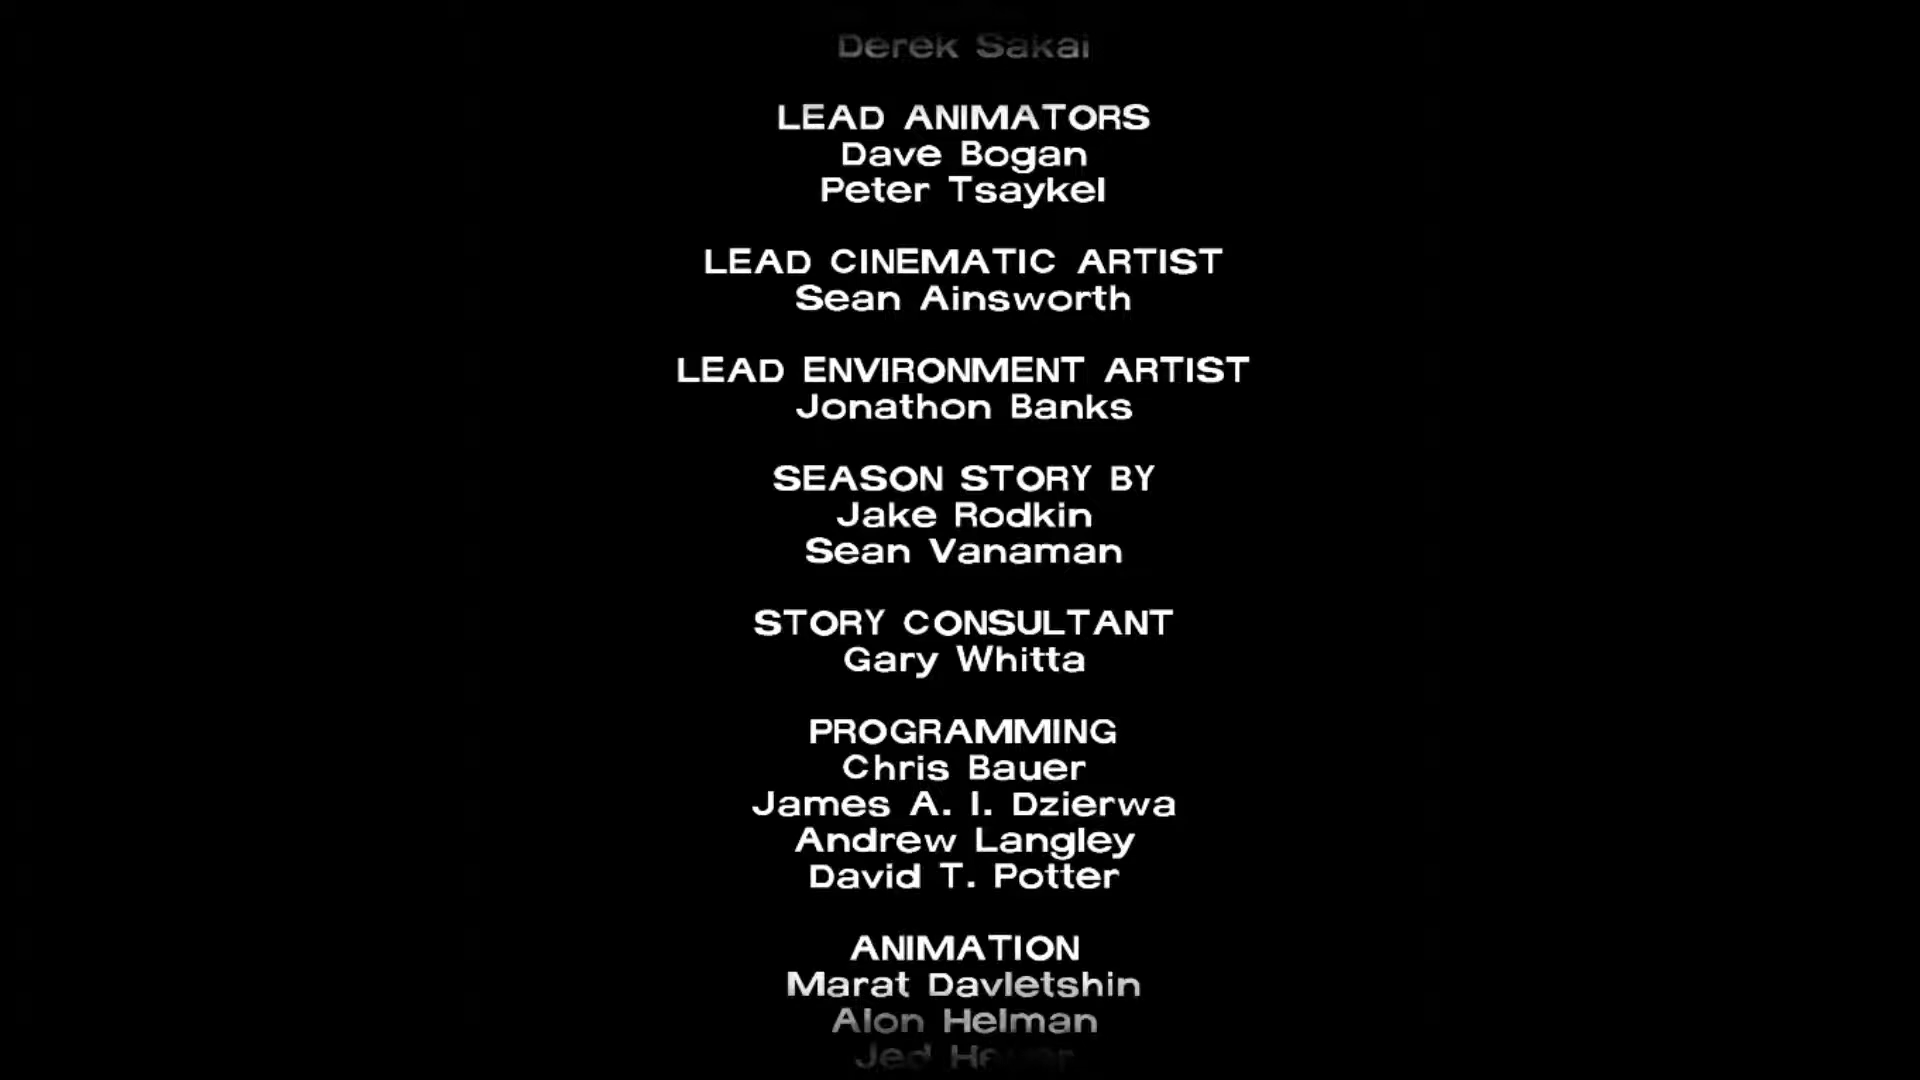 Derek Sakai
LEAD ANIMATORS
Dave Bogan
Peter Tsaykel
LEAD CINEMATIC ARTIST
Sean Ainsworth
LEAD ENVIRONMENT ARTIST
Jonathon Banks
SEASON STORY BY
Jake Rodkin
Sean Vanaman
STORY CONSULTANT
Gary Whitta
PROGRAMMING
Chris Bauer
James A. I. Dzierwa
Andrew Langley
David T. Potter
ANIMATION
Marat Davletshin
Alon Helman
Jed